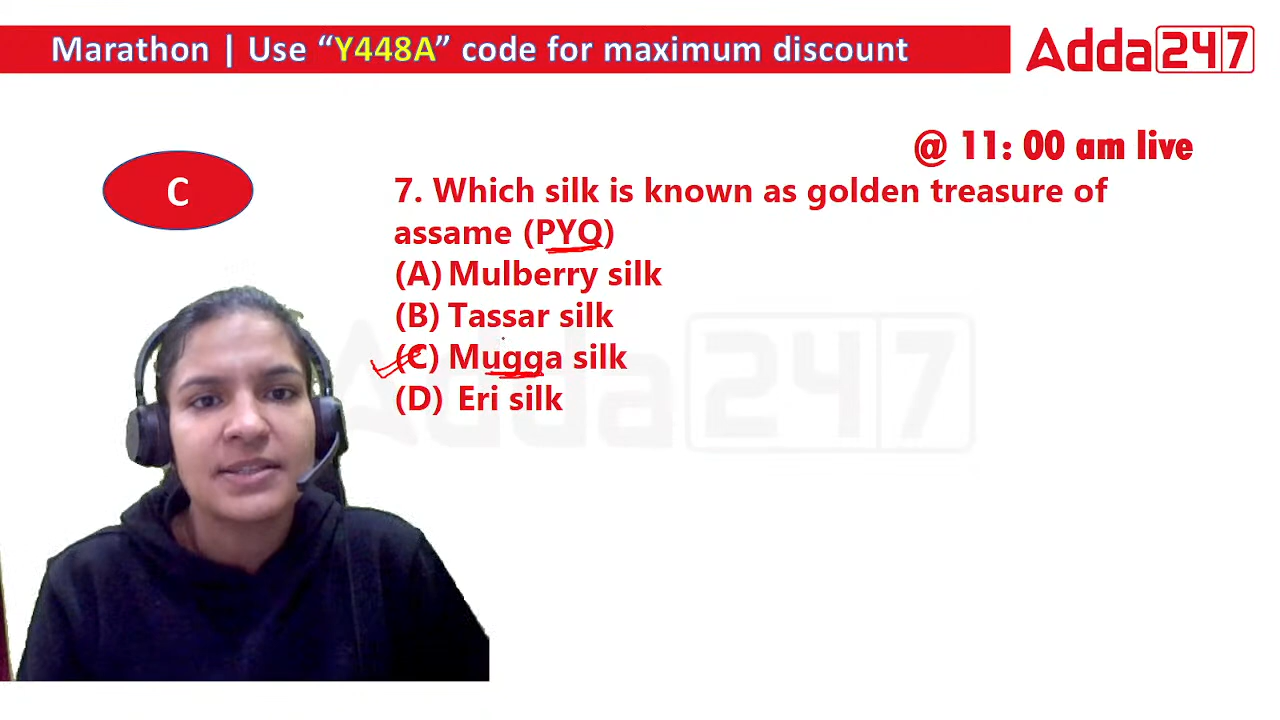 Marathon | Use “Y448A” code for maximum discount
Adda247
@ 11: 00 am live
C
7. Which silk is known as golden treasure of
assame (PYQ)
(A) Mulberry silk
(B) Tassar silk
(C) Mugga silk
(D) Eri silk
Adda247